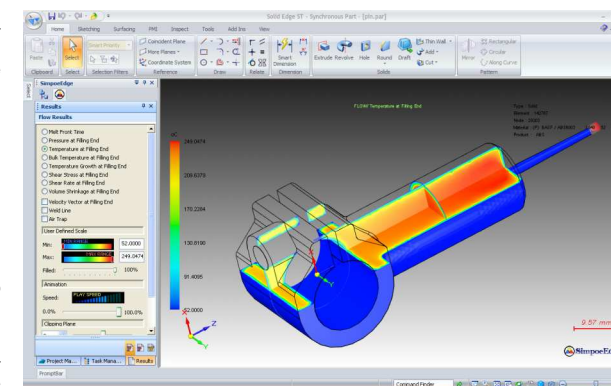 Solid Edge ST - Synchronous Part - [pin.par]
Home Sketching Surfacing PMI Inspect Tools Add Ins View
Paste
Select
Smart Priority
Coincident Plane
More Planes
Coordinate System
Smart Dimension
Extrude Revolve Hole Round Draft
Thin Wall
Add
Cut
Mirror
Rectangular
Circular
Along Curve
Clipboard Select Selection Filters Reference Draw Relate Dimension Solids Pattern
Select
SimpoeEdge
Results
Flow Results
Melt Front Time
Pressure at Filling End
Temperature at Filling End
Bulk Temperature at Filling End
Temperature Growth at Filling End
Shear Stress at Filling End
Shear Rate at Filling End
Volume Shrinkage at Filling End
Velocity Vector at Filling End
Weld Line
Air Trap
User Defined Scale
Min: 52.0000
Max: 249.0474
Filled: 100%
Animation
Speed: PLAY SPEED
0.0% 100.0%
Clipping Plane
Project Ma... Task Mana... Results
PromptBar
FLOW/Temperature at Filling End
249.0474
209.6379
170.2284
130.8190
91.4095
52.0000
X
Z
Y
Y
9.57 mm
Command Finder